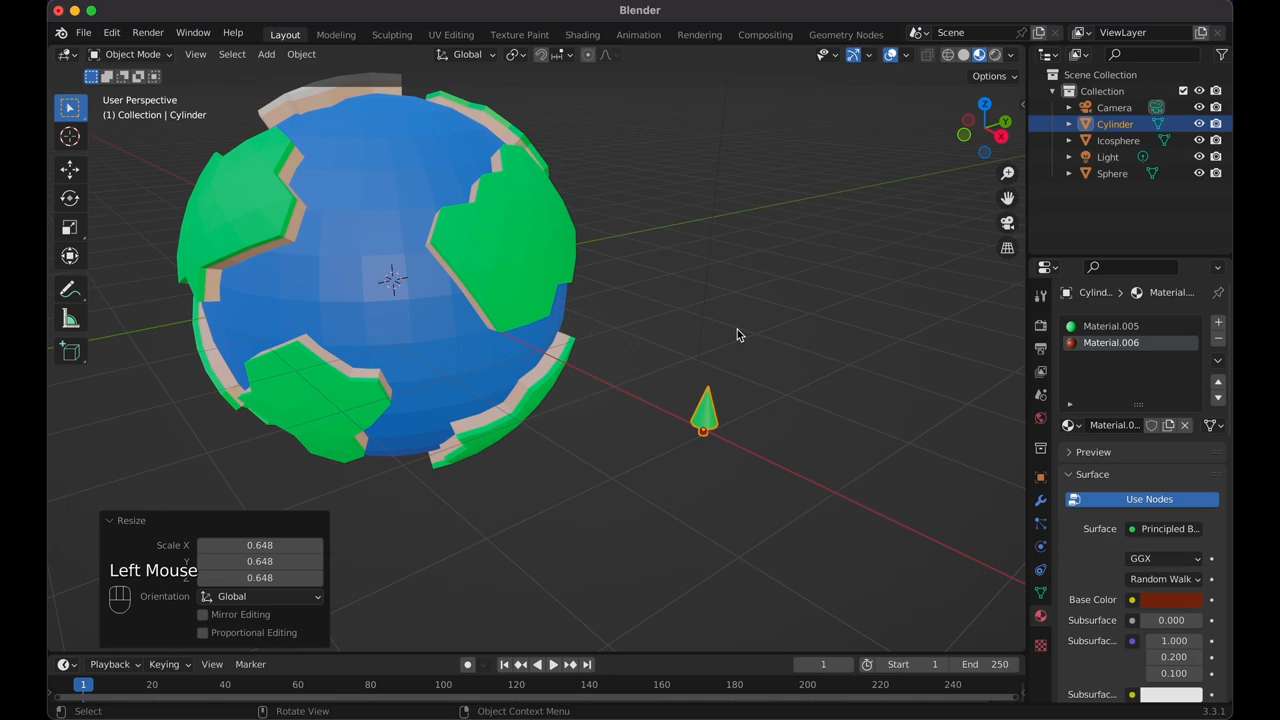 Blender
File Edit Render Window Help
Layout Modeling Sculpting UV Editing Texture Paint Shading Animation Rendering Compositing Geometry Nodes
Scene
ViewLayer
Object Mode View Select Add Object
Global
Options
User Perspective
(1) Collection | Cylinder
Z
Y
X
Scene Collection
Collection
Camera
Cylinder
Icosphere
Light
Sphere
Cylind... Material....
Material.005
Material.006
Material.0...
Preview
Surface
Use Nodes
Surface Principled B...
GGX
Random Walk
Base Color
Subsurface 0.000
Subsurfac... 1.000
0.200
0.100
Subsurfac...
Resize
Scale X 0.648
Y 0.648
Z 0.648
Left Mouse
Orientation Global
Mirror Editing
Proportional Editing
Playback Keying View Marker
1 Start 1 End 250
1 20 40 60 80 100 120 140 160 180 200 220 240
Select Rotate View Object Context Menu 3.3.1